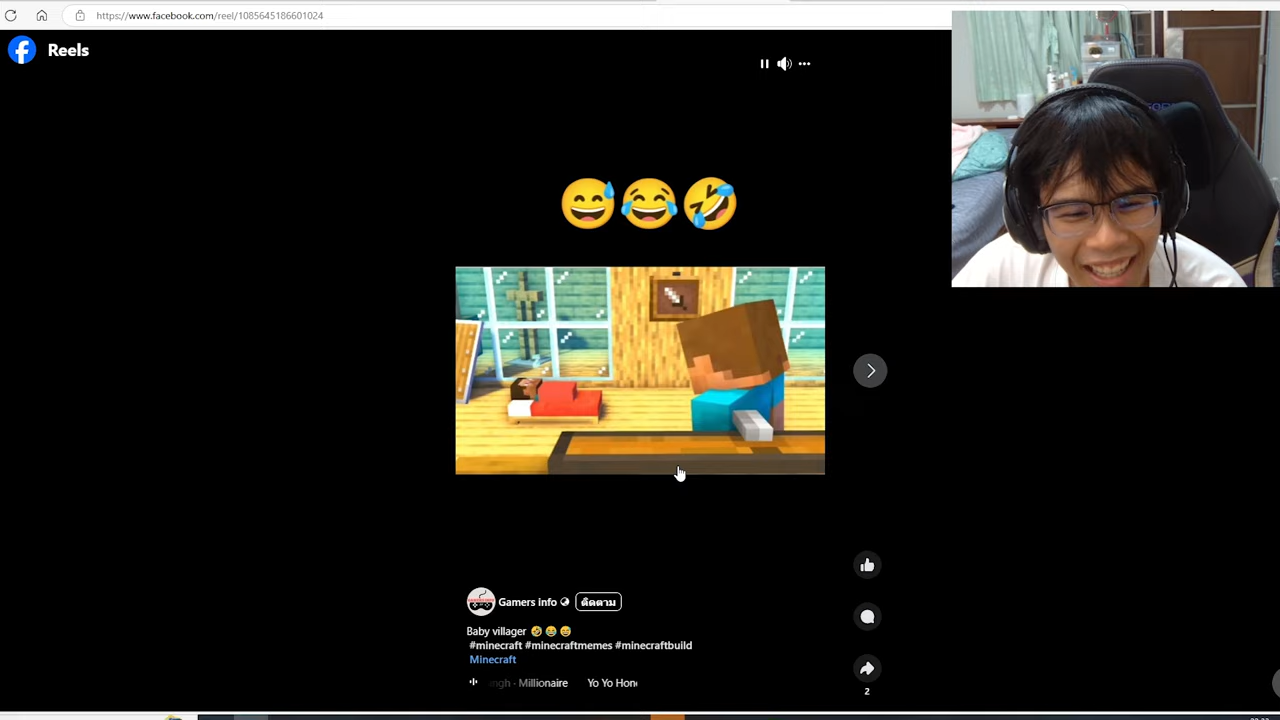 https://www.facebook.com/reel/1085645186601024
Reels
Gamers info
ติดตาม
Baby villager 🤣😂😅
#minecraft #minecraftmemes #minecraftbuild
Minecraft
Millionaire Yo Yo
2